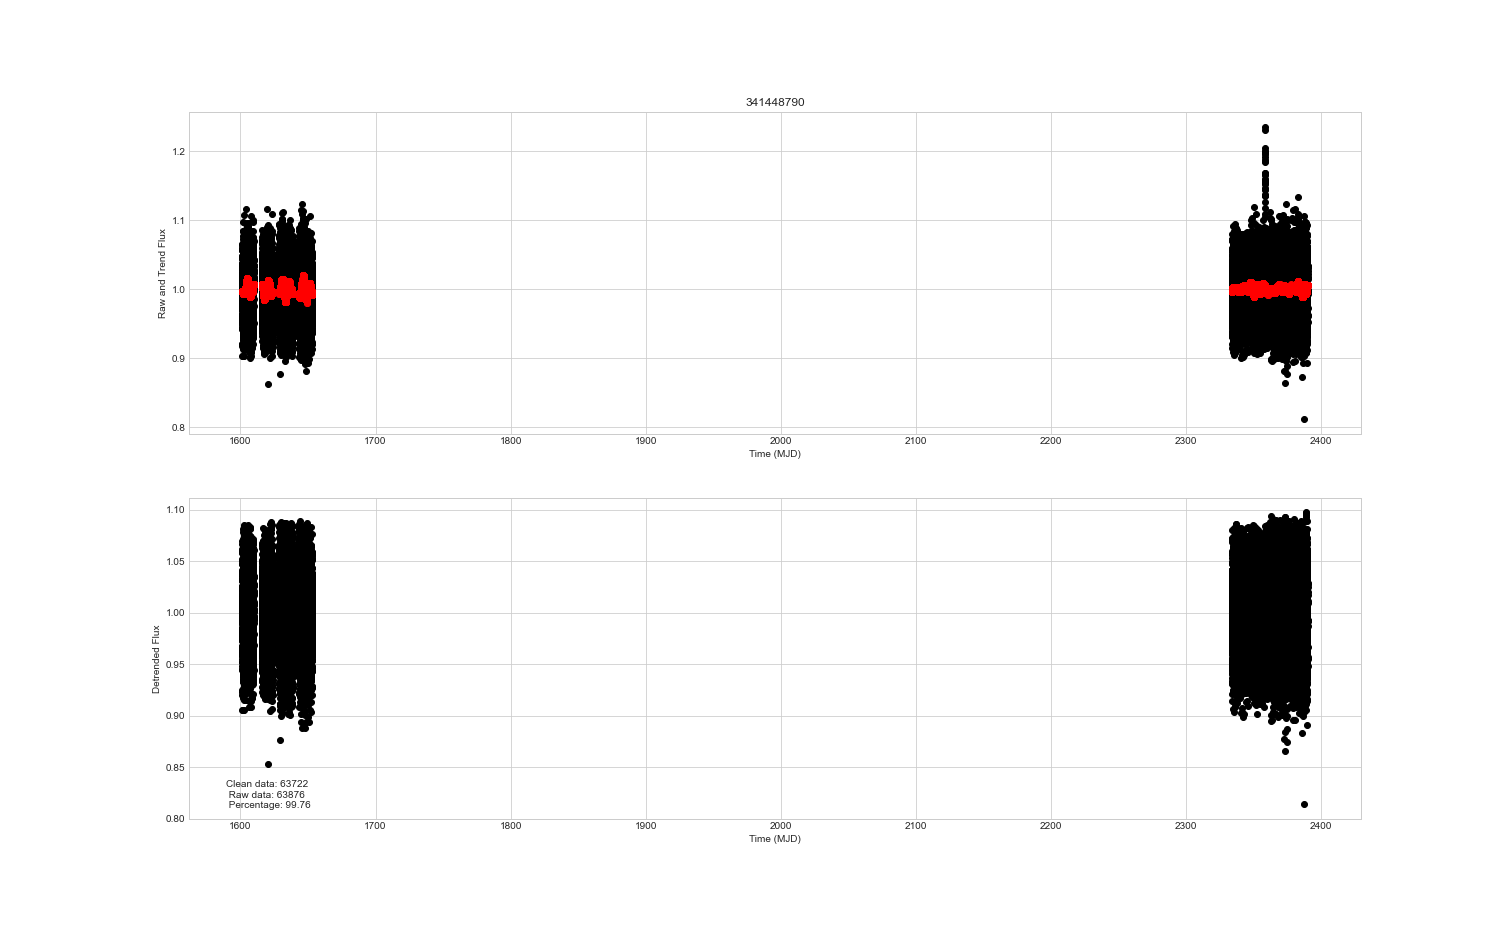 341448790
Raw and Trend Flux
1.2
1.1
1.0
0.9
0.8
1600 1700 1800 1900 2000 2100 2200 2300 2400
Time (MJD)
Detrended Flux
1.10
1.05
1.00
0.95
0.90
0.85
0.80
Clean data: 63722
Raw data: 63876
Percentage: 99.76
1600 1700 1800 1900 2000 2100 2200 2300 2400
Time (MJD)